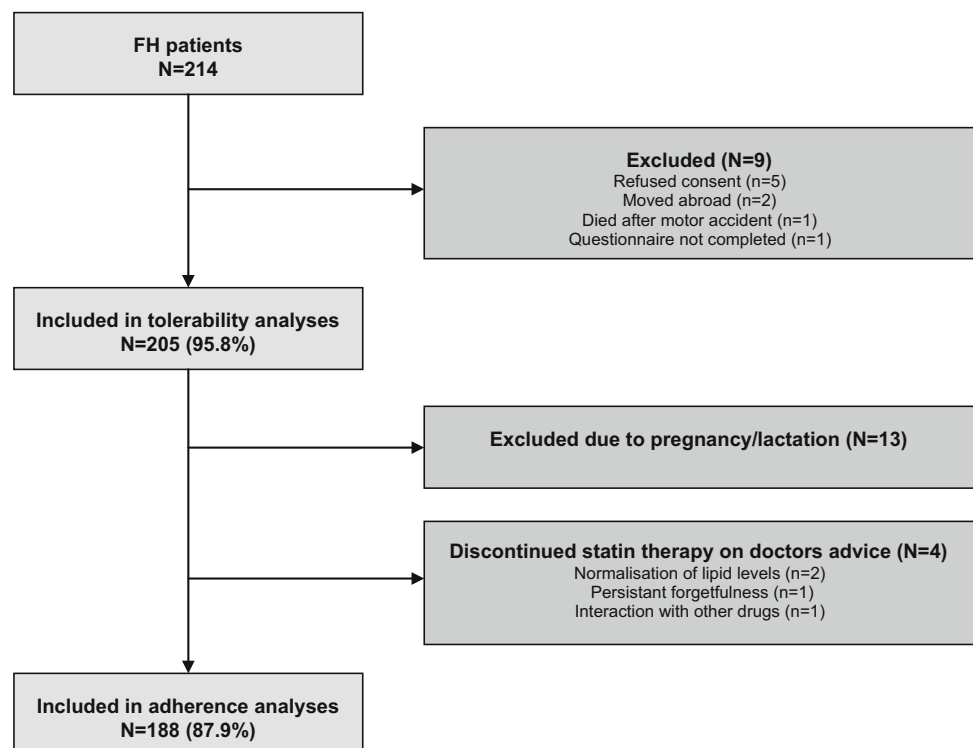 FH patients
N=214
Excluded (N=9)
Refused consent (n=5)
Moved abroad (n=2)
Died after motor accident (n=1)
Questionnaire not completed (n=1)
Included in tolerability analyses
N=205 (95.8%)
Excluded due to pregnancy/lactation (N=13)
Discontinued statin therapy on doctors advice (N=4)
Normalisation of lipid levels (n=2)
Persistant forgetfulness (n=1)
Interaction with other drugs (n=1)
Included in adherence analyses
N=188 (87.9%)